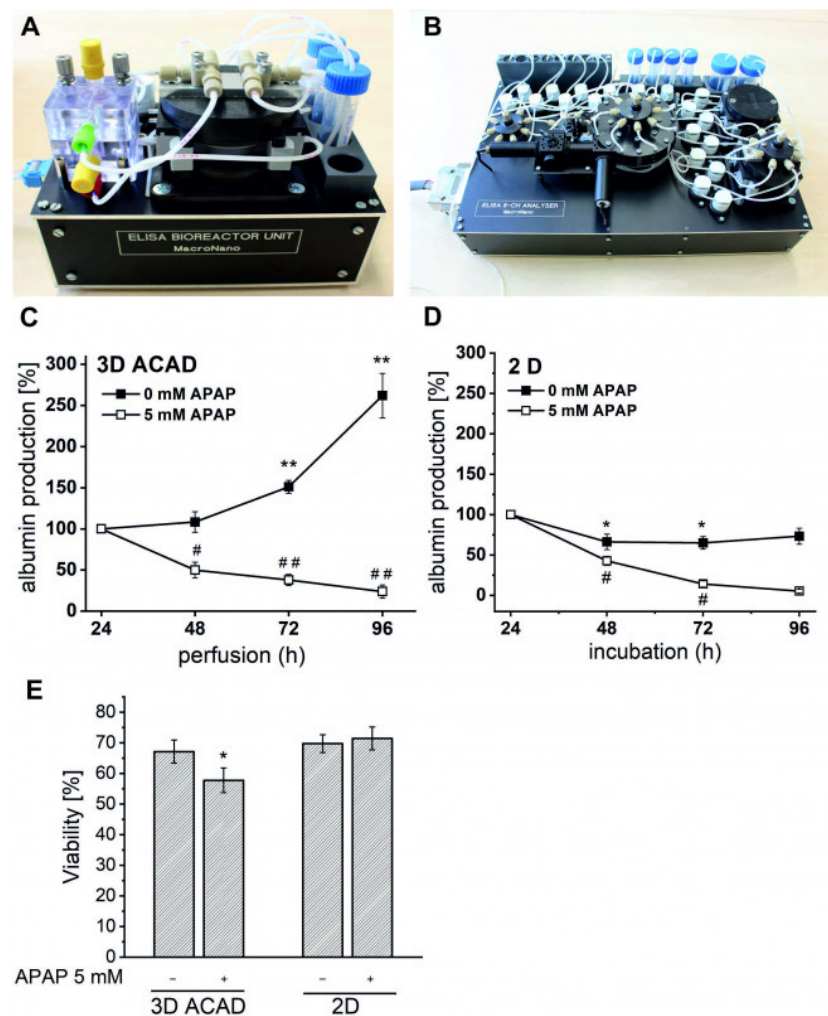 A
B
ELISA BIOREACTOR UNIT
MacroNano
ELISA 8-CH ANALYSER
MacroNano
C
3D ACAD
0 mM APAP
5 mM APAP
albumin production [%]
300
250
200
150
100
50
0
**
**
#
##
##
24 48 72 96
perfusion (h)
D
2 D
0 mM APAP
5 mM APAP
albumin production [%]
300
250
200
150
100
50
0
* *
# #
24 48 72 96
incubation (h)
E
Viability [%]
80
70
60
50
40
30
20
10
0
*
APAP 5 mM − + − +
3D ACAD 2D